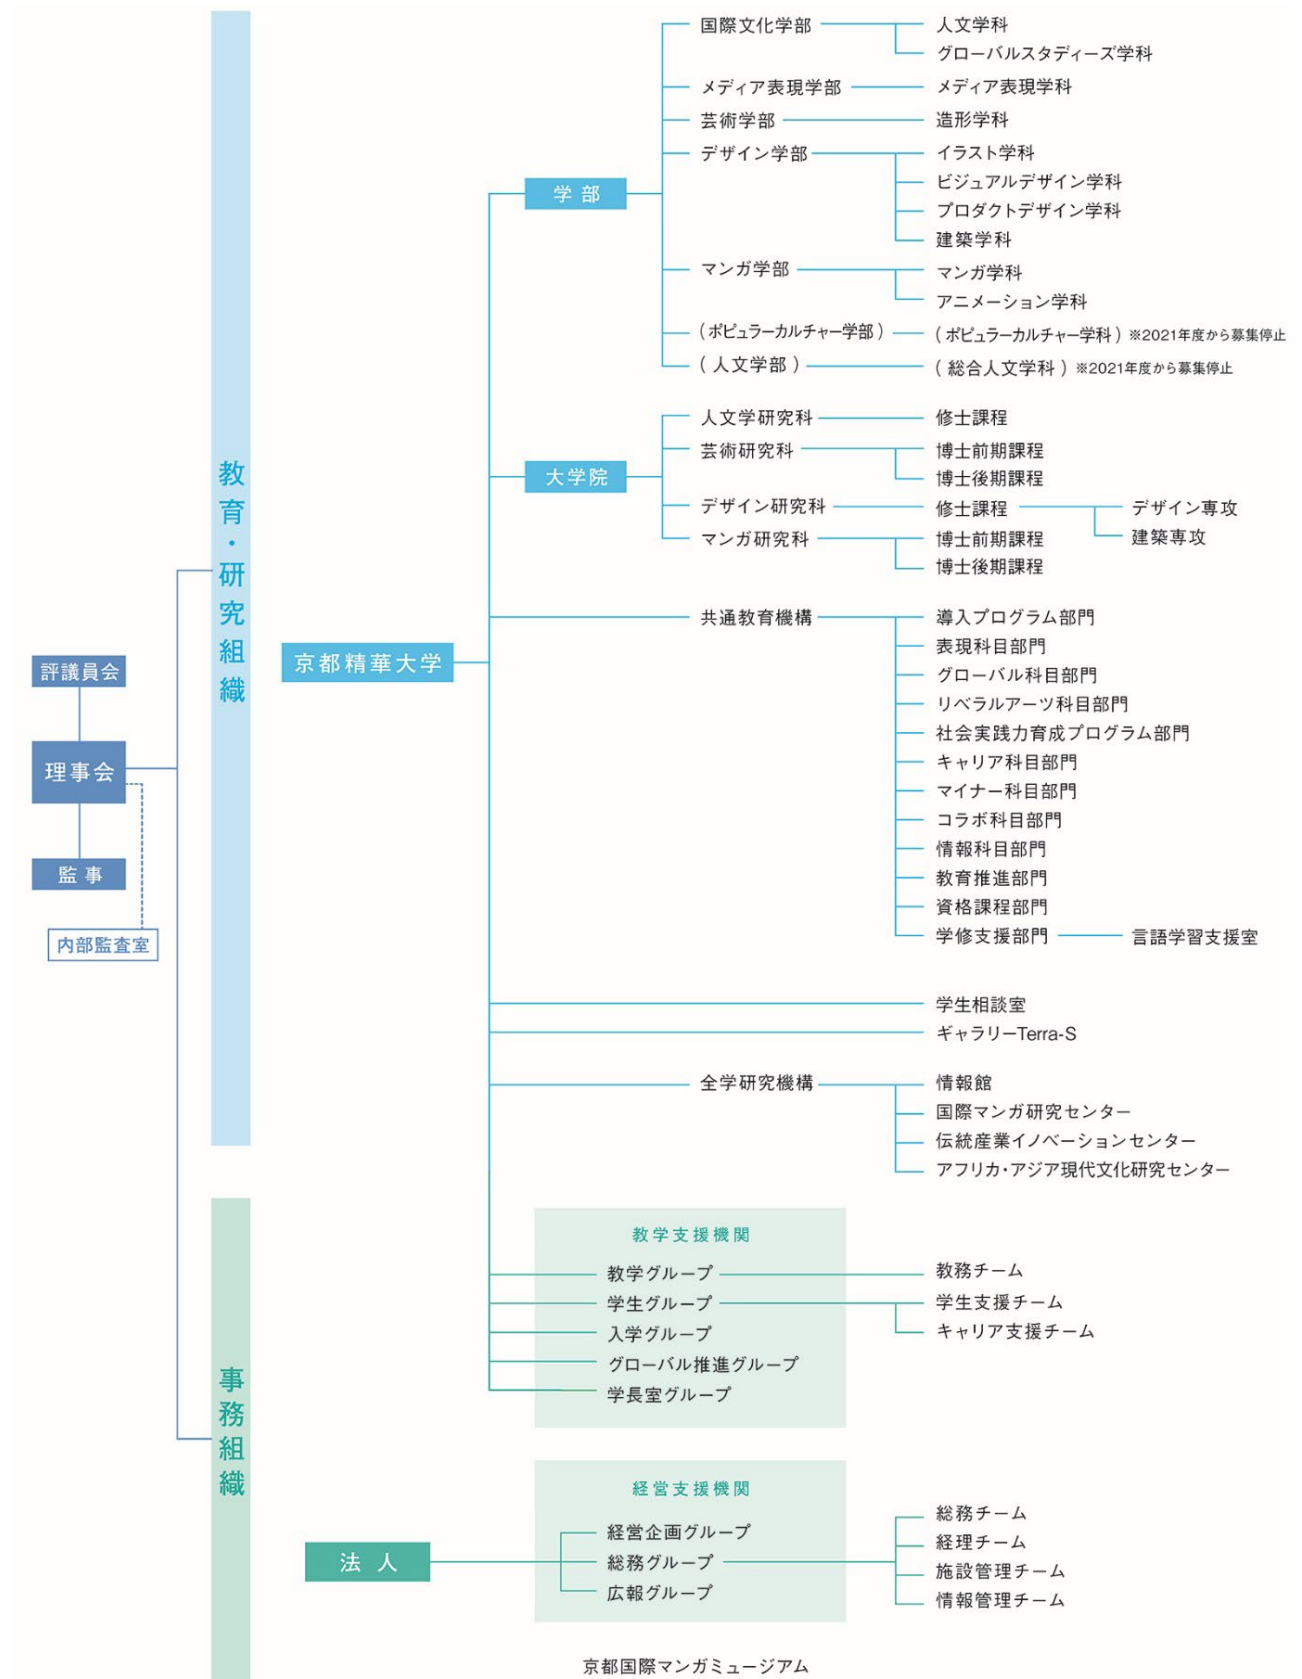 評議員会
理事会
監事
内部監査室
教育・研究組織
事務組織
京都精華大学
学部
国際文化学部
人文学科
グローバルスタディーズ学科
メディア表現学部
メディア表現学科
芸術学部
造形学科
デザイン学部
イラスト学科
ビジュアルデザイン学科
プロダクトデザイン学科
建築学科
マンガ学部
マンガ学科
アニメーション学科
(ポピュラーカルチャー学部)
(ポピュラーカルチャー学科) ※2021年度から募集停止
(人文学部)
(総合人文学科) ※2021年度から募集停止
大学院
人文学研究科
修士課程
芸術研究科
博士前期課程
博士後期課程
デザイン研究科
修士課程
デザイン専攻
建築専攻
マンガ研究科
博士前期課程
博士後期課程
共通教育機構
導入プログラム部門
表現科目部門
グローバル科目部門
リベラルアーツ科目部門
社会実践力育成プログラム部門
キャリア科目部門
マイナー科目部門
コラボ科目部門
情報科目部門
教育推進部門
資格課程部門
学修支援部門
言語学習支援室
学生相談室
ギャラリーTerra-S
全学研究機構
情報館
国際マンガ研究センター
伝統産業イノベーションセンター
アフリカ・アジア現代文化研究センター
教学支援機関
教学グループ
教務チーム
学生グループ
学生支援チーム
キャリア支援チーム
入学グループ
グローバル推進グループ
学長室グループ
法人
経営支援機関
経営企画グループ
総務グループ
広報グループ
総務チーム
経理チーム
施設管理チーム
情報管理チーム
京都国際マンガミュージアム